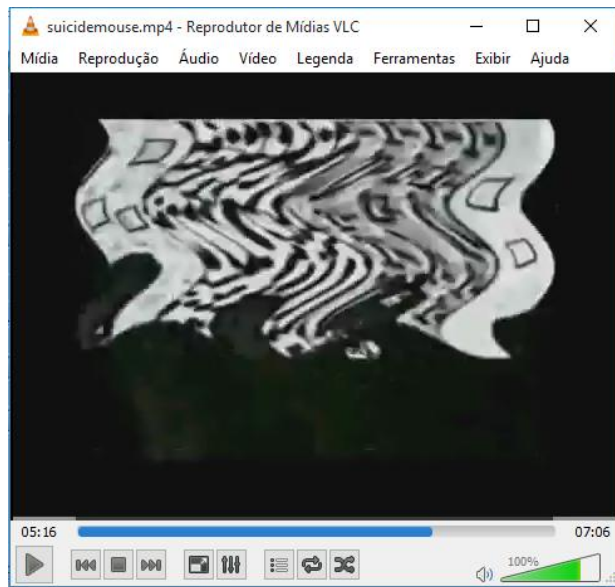 suicidemouse.mp4 - Reprodutor de Mídias VLC
Mídia Reprodução Áudio Vídeo Legenda Ferramentas Exibir Ajuda
05:16 07:06
100%